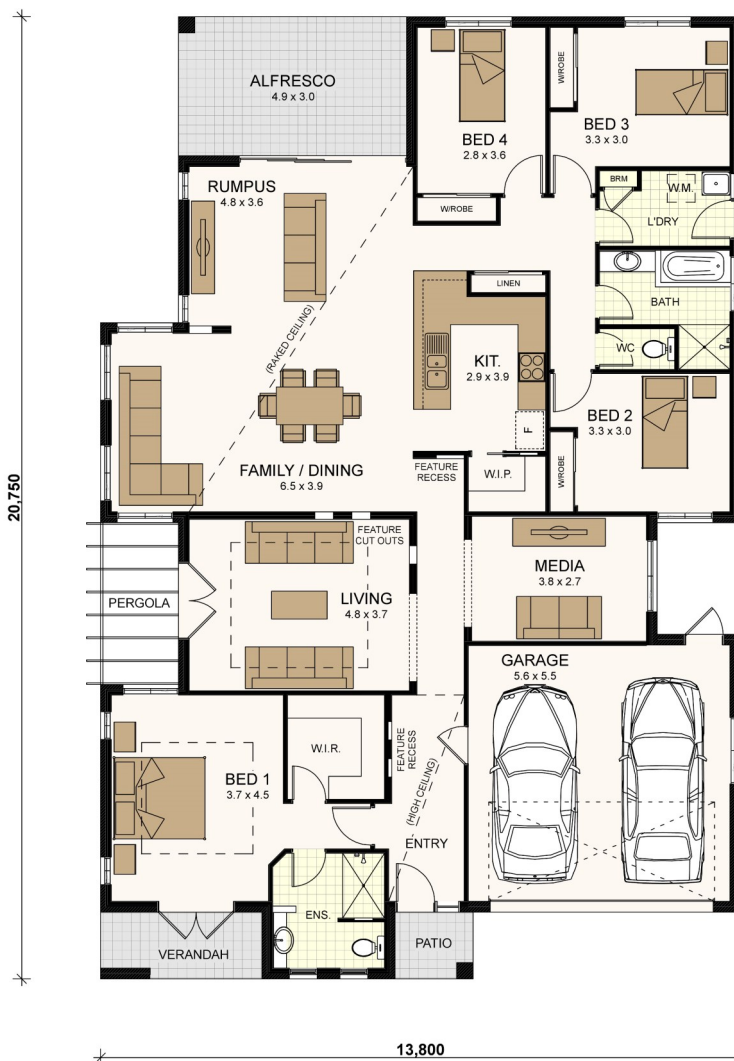 ALFRESCO
4.9 x 3.0
BED 4
2.8 x 3.6
W/ROBE
BED 3
3.3 x 3.0
W/ROBE
RUMPUS
4.8 x 3.6
BRM
W.M.
L'DRY
LINEN
BATH
WC
(RAKED CEILING)
KIT.
2.9 x 3.9
F
BED 2
3.3 x 3.0
W/ROBE
FAMILY / DINING
6.5 x 3.9
FEATURE
RECESS
W.I.P.
20,750
FEATURE
CUT OUTS
PERGOLA
LIVING
4.8 x 3.7
MEDIA
3.8 x 2.7
GARAGE
5.6 x 5.5
W.I.R.
FEATURE
RECESS
BED 1
3.7 x 4.5
(HIGH CEILING)
ENTRY
ENS.
VERANDAH
PATIO
13,800